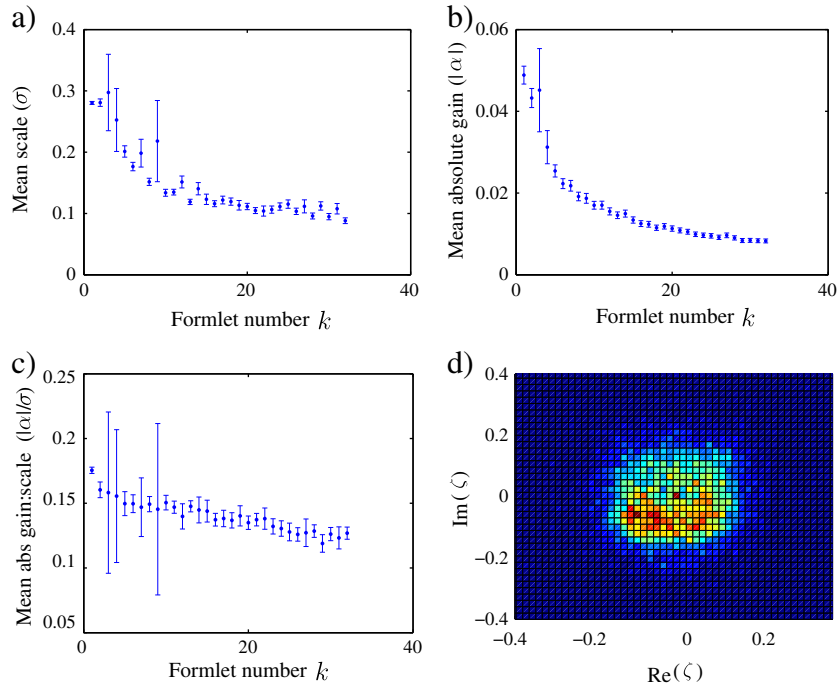 a)
0.4
0.3
0.2
0.1
0
0 20 40
Mean scale (σ)
Formlet number k
b)
0.06
0.04
0.02
0
0 20 40
Mean absolute gain (|α|)
Formlet number k
c)
0.25
0.2
0.15
0.1
0.05
0 20 40
Mean abs gain:scale (|α|/σ)
Formlet number k
d)
0.4
0.2
0
−0.2
−0.4
−0.4 −0.2 0 0.2
Im(ζ)
Re(ζ)